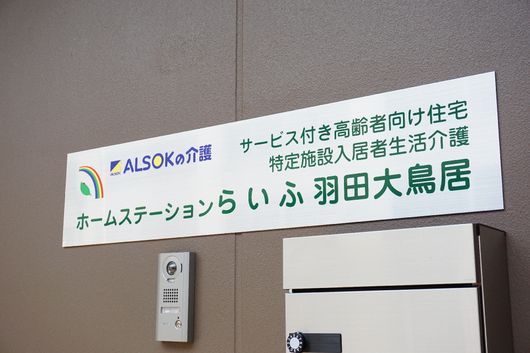 ALSOKの介護
サービス付き高齢者向け住宅
特定施設入居者生活介護
ホームステーションらいふ羽田大鳥居